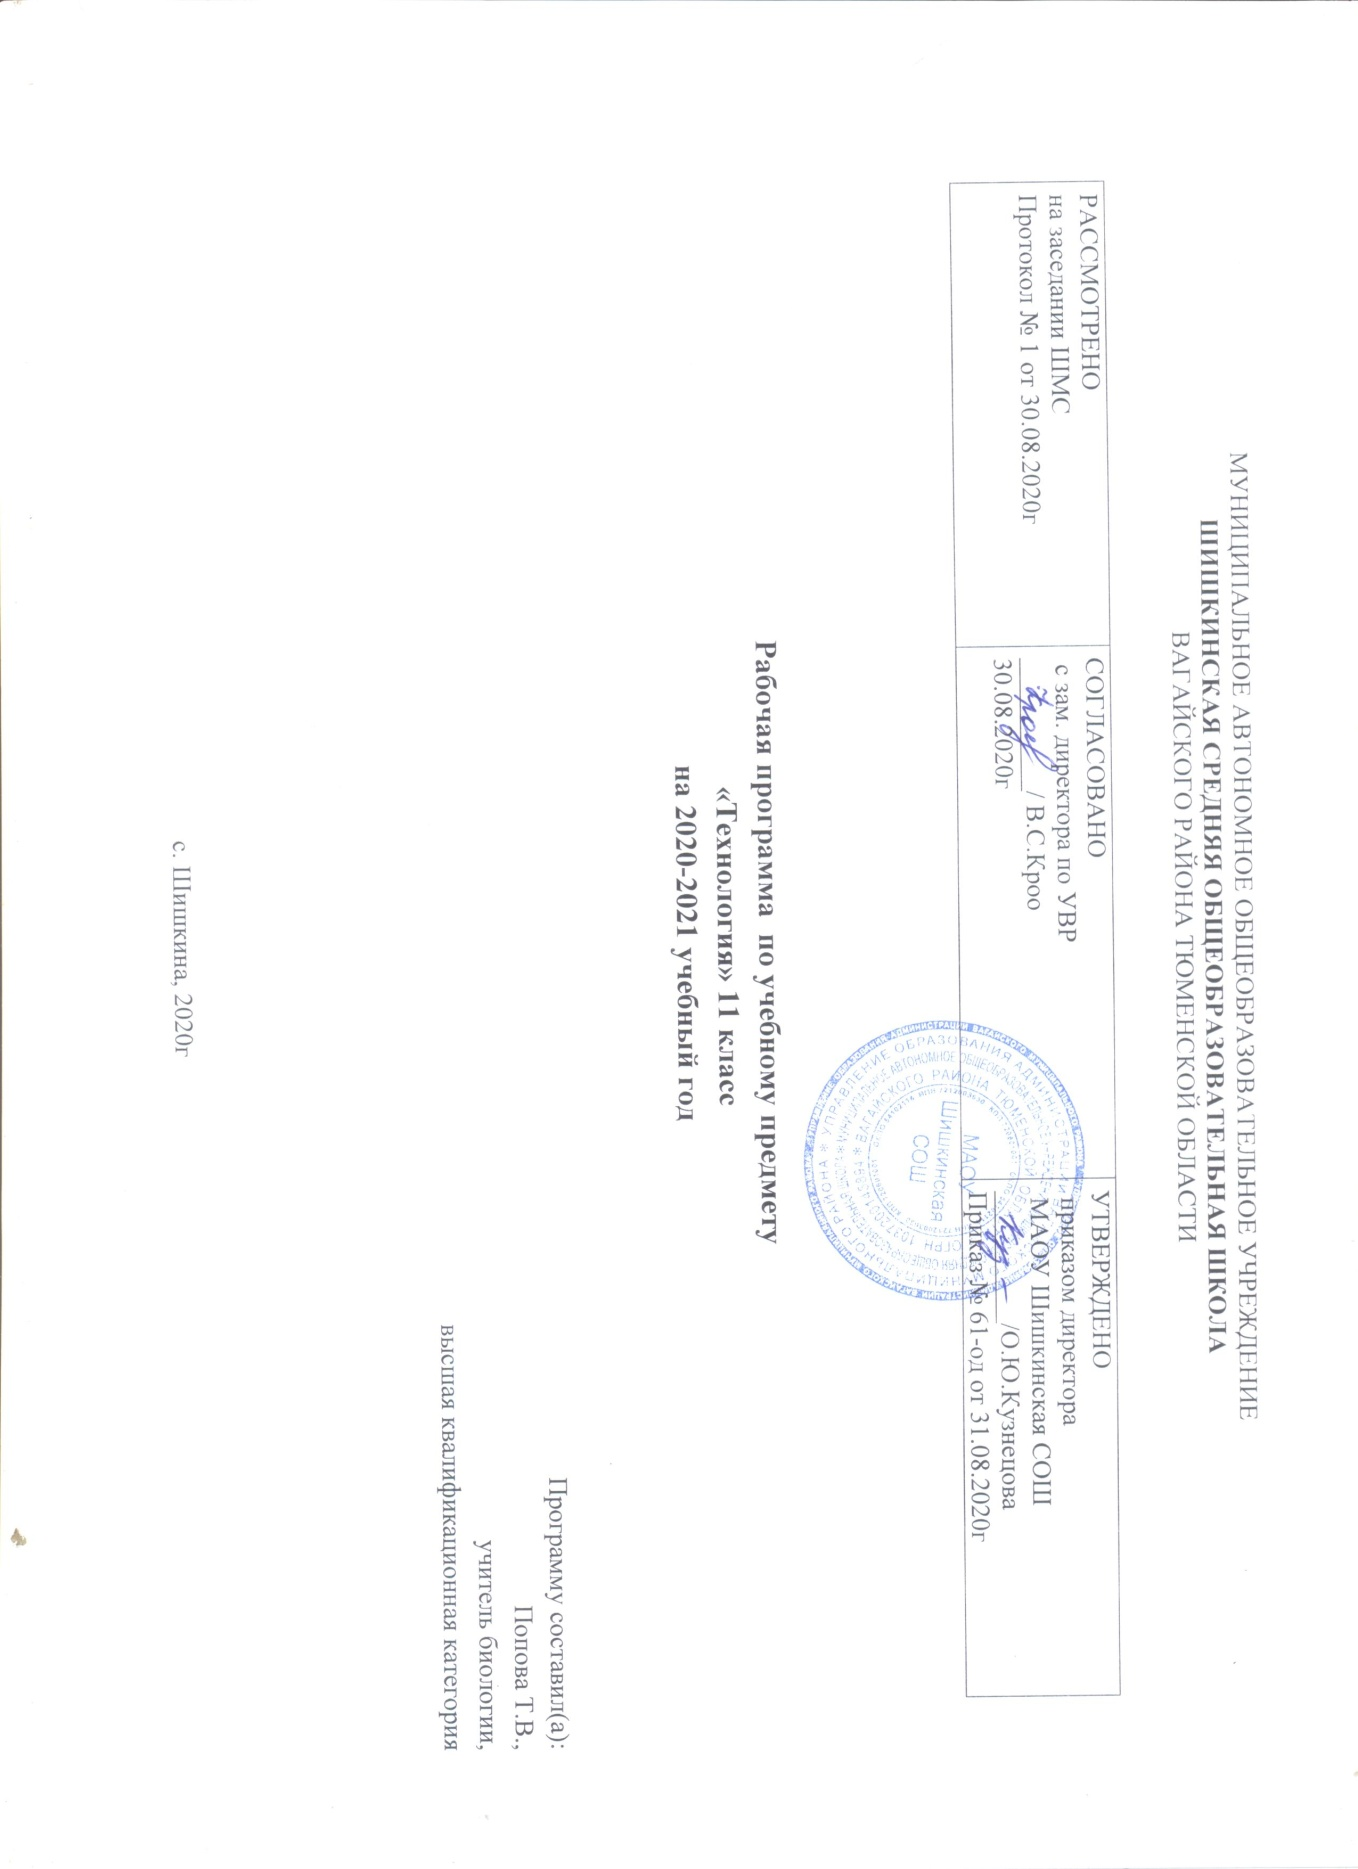 МУНИЦИПАЛЬНОЕ АВТОНОМНОЕ ОБЩЕОБРАЗОВАТЕЛЬНОЕ УЧРЕЖДЕНИЕ
ШИШКИНСКАЯ СРЕДНЯЯ ОБЩЕОБРАЗОВАТЕЛЬНАЯ ШКОЛА
ВАГАЙСКОГО РАЙОНА ТЮМЕНСКОЙ ОБЛАСТИ
РАССМОТРЕНО
на заседании ШМС
Протокол № 1 от 30.08.2020г
СОГЛАСОВАНО
с зам. директора по УВР
/ В.С.Кроо
30.08.2020г
УТВЕРЖДЕНО
приказом директора
МАОУ Шишкинская СОШ
/О.Ю.Кузнецова
Приказ № 61-од от 31.08.2020г
МАОУ
Шишкинская
СОШ
Рабочая программа по учебному предмету
«Технология» 11 класс
на 2020-2021 учебный год
Программу составил(а):
Попова Т.В.,
учитель биологии,
высшая квалификационная категория
с. Шишкина, 2020г